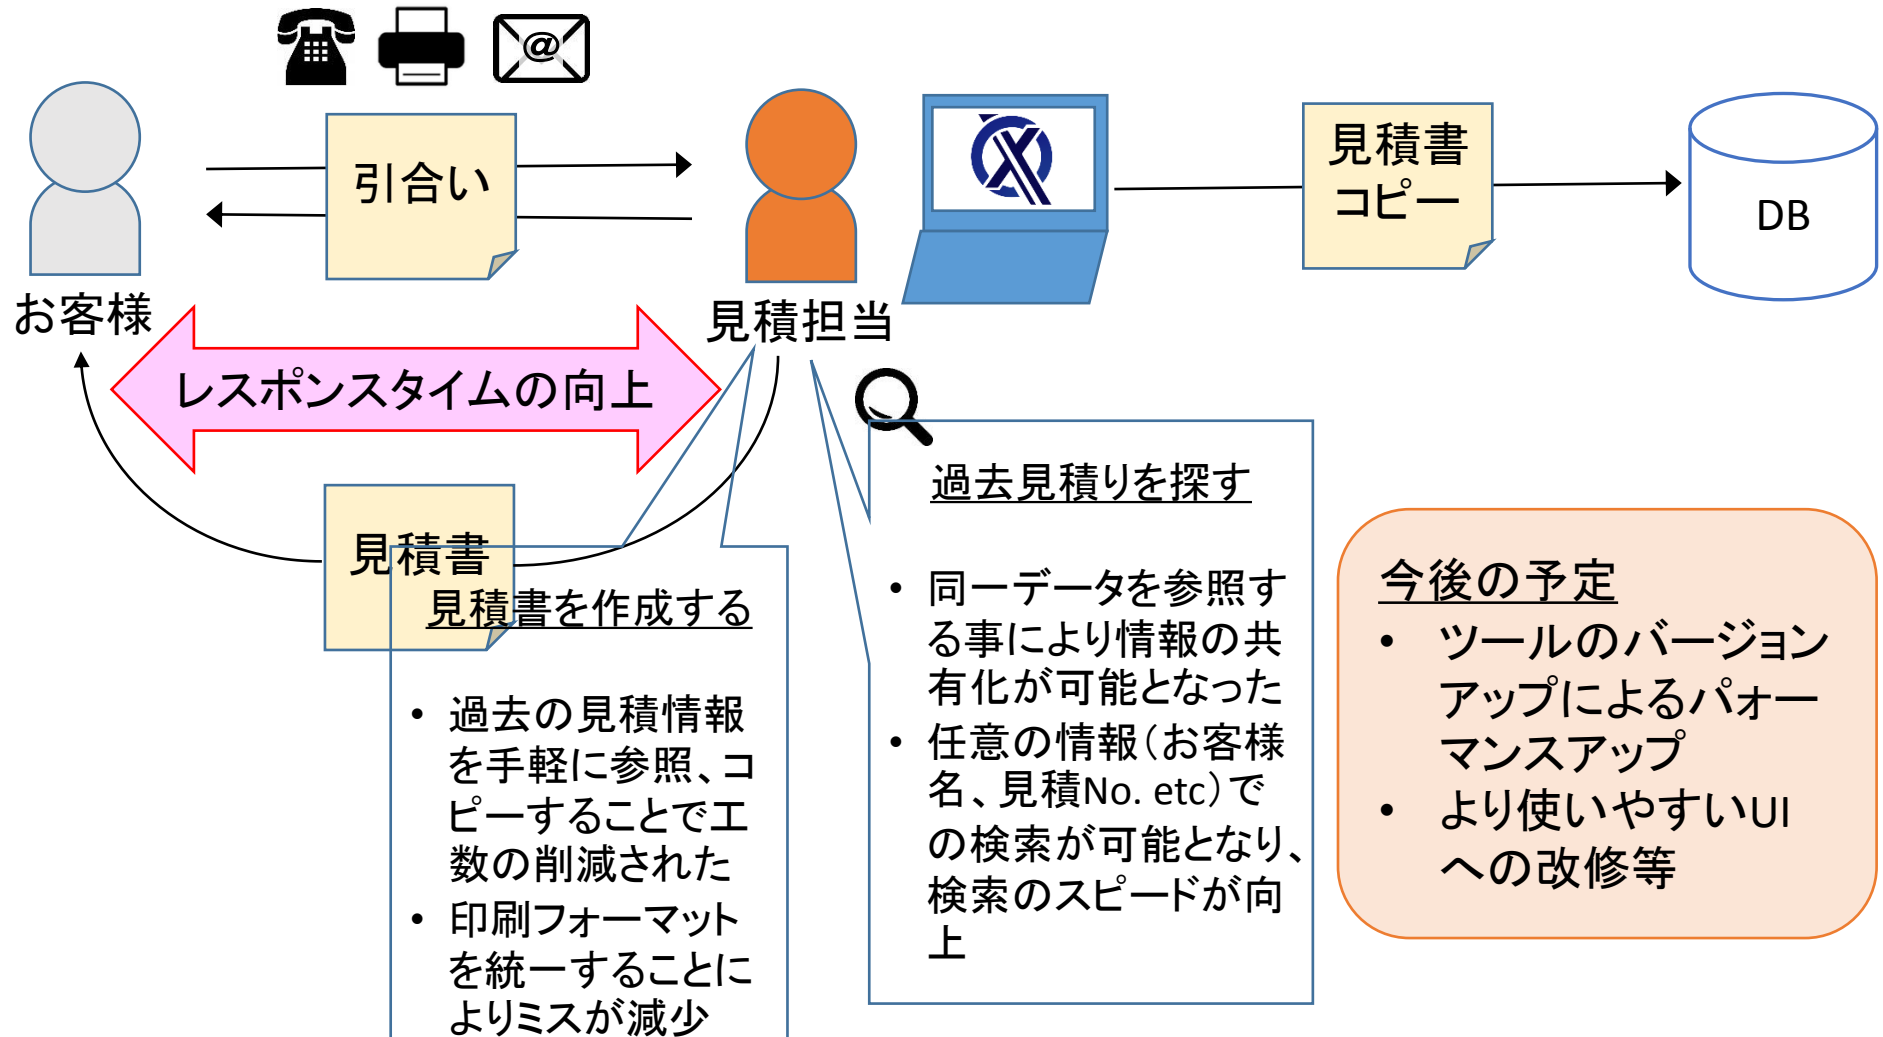 引合い
見積書
コピー
DB
お客様
見積担当
レスポンスタイムの向上
見積書
見積書を作成する
• 過去の見積情報
を手軽に参照、コ
ピーすることで工
数の削減された
• 印刷フォーマット
を統一することに
よりミスが減少
過去見積りを探す
• 同一データを参照す
る事により情報の共
有化が可能となった
• 任意の情報（お客様
名、見積No. etc）で
の検索が可能となり、
検索のスピードが向
上
今後の予定
• ツールのバージョン
アップによるパォー
マンスアップ
• より使いやすいUI
への改修等